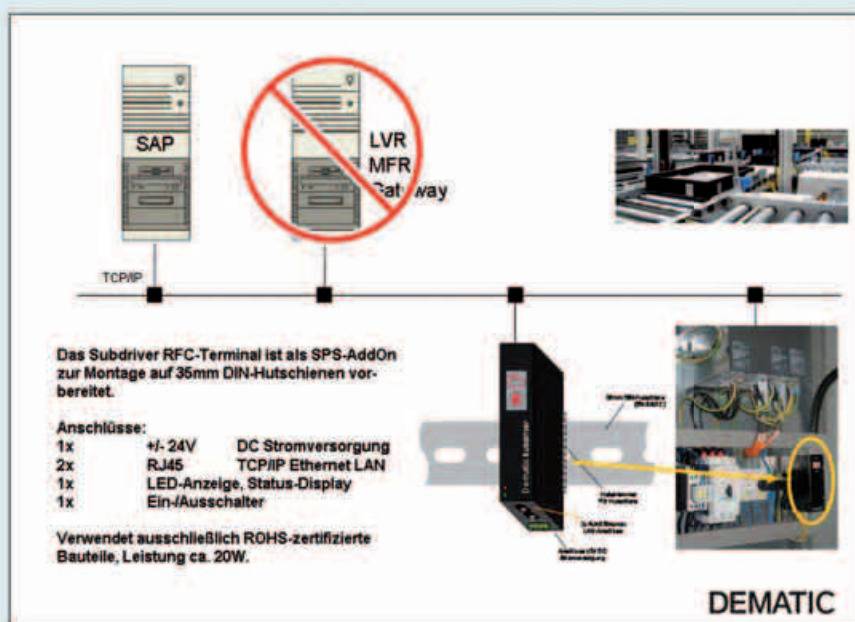 SAP
LVR
MFR
Gateway
TCP/IP
Das Subdriver RFC-Terminal ist als SPS-AddOn
zur Montage auf 35mm DIN-Hutschienen vor-
bereitet.
Anschlüsse:
1x +/- 24V DC Stromversorgung
2x RJ45 TCP/IP Ethernet LAN
1x LED-Anzeige, Status-Display
1x Ein-/Ausschalter
Verwendet ausschließlich ROHS-zertifizierte
Bauteile, Leistung ca. 20W.
Dematic Subdriver
DEMATIC